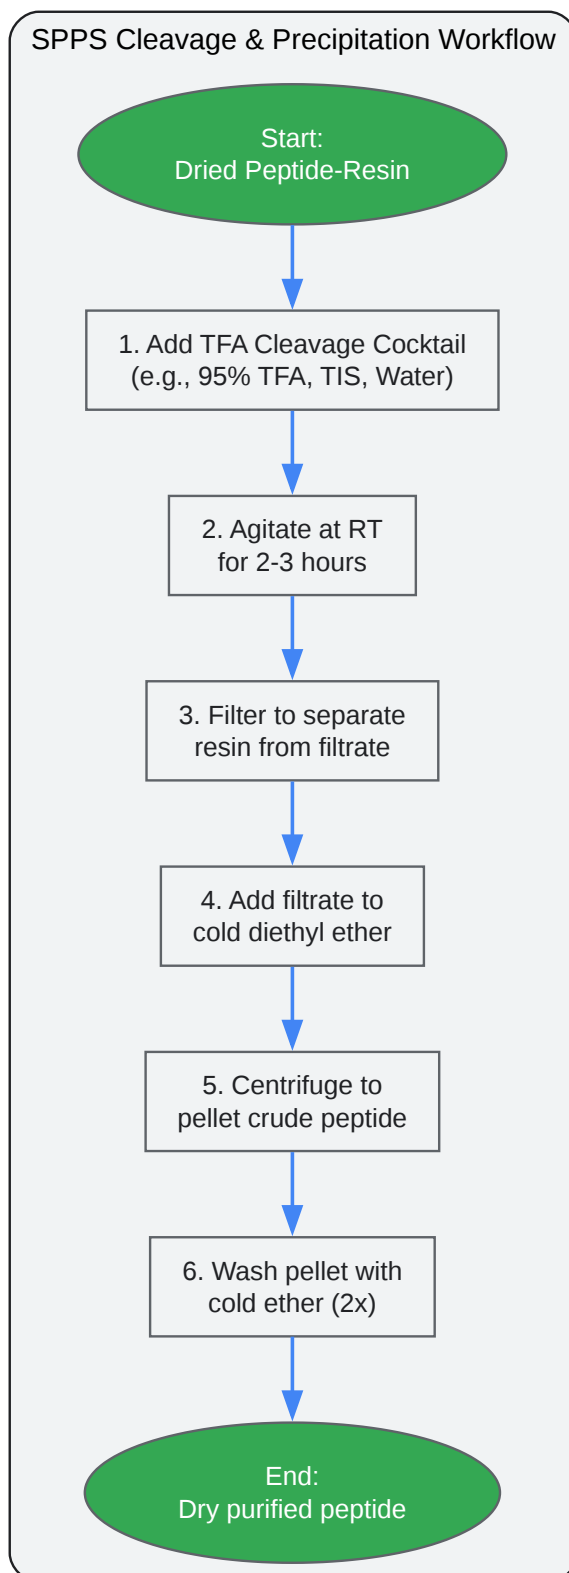 SPPS Cleavage & Precipitation Workflow
Start:
Dried Peptide-Resin
1. Add TFA Cleavage Cocktail
(e.g., 95% TFA, TIS, Water)
2. Agitate at RT
for 2-3 hours
3. Filter to separate
resin from filtrate
4. Add filtrate to
cold diethyl ether
5. Centrifuge to
pellet crude peptide
6. Wash pellet with
cold ether (2x)
End:
Dry purified peptide